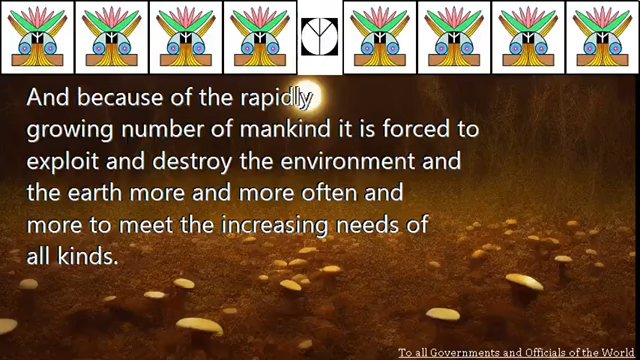 And because of the rapidly
growing number of mankind it is forced to
exploit and destroy the environment and
the earth more and more often and
more to meet the increasing needs of
all kinds.
To all Governments and Officials of the World